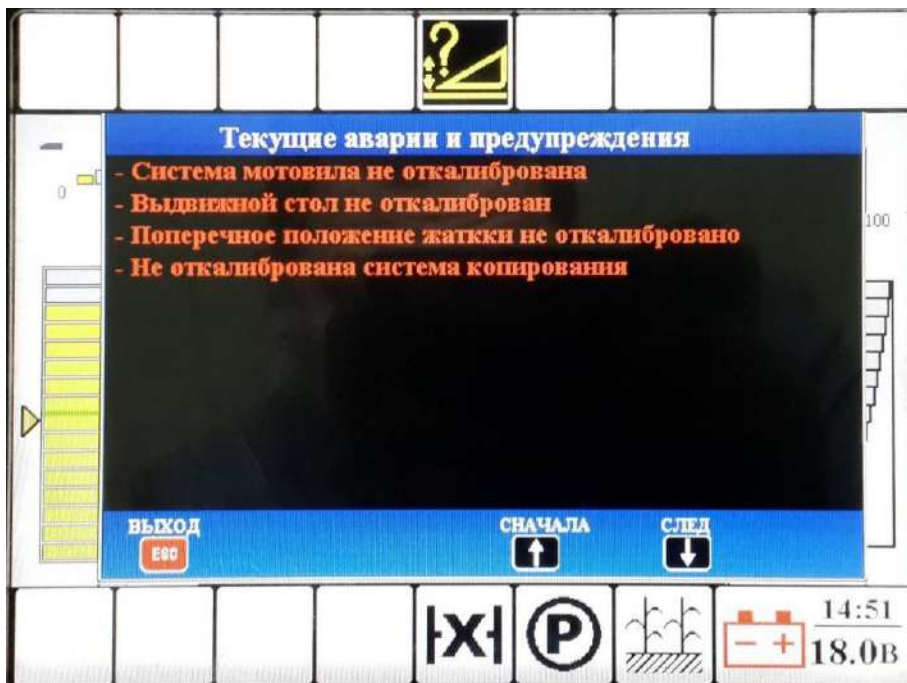 ?
Текущие аварии и предупреждения
- Система мотовила не откалибрована
- Выдвижной стол не откалиброван
- Поперечное положение жаткки не откалибровано
- Не откалибрована система копирования
0
100
ВЫХОД
ESC
СНАЧАЛА
СЛЕД
X
P
14:51
18.0В